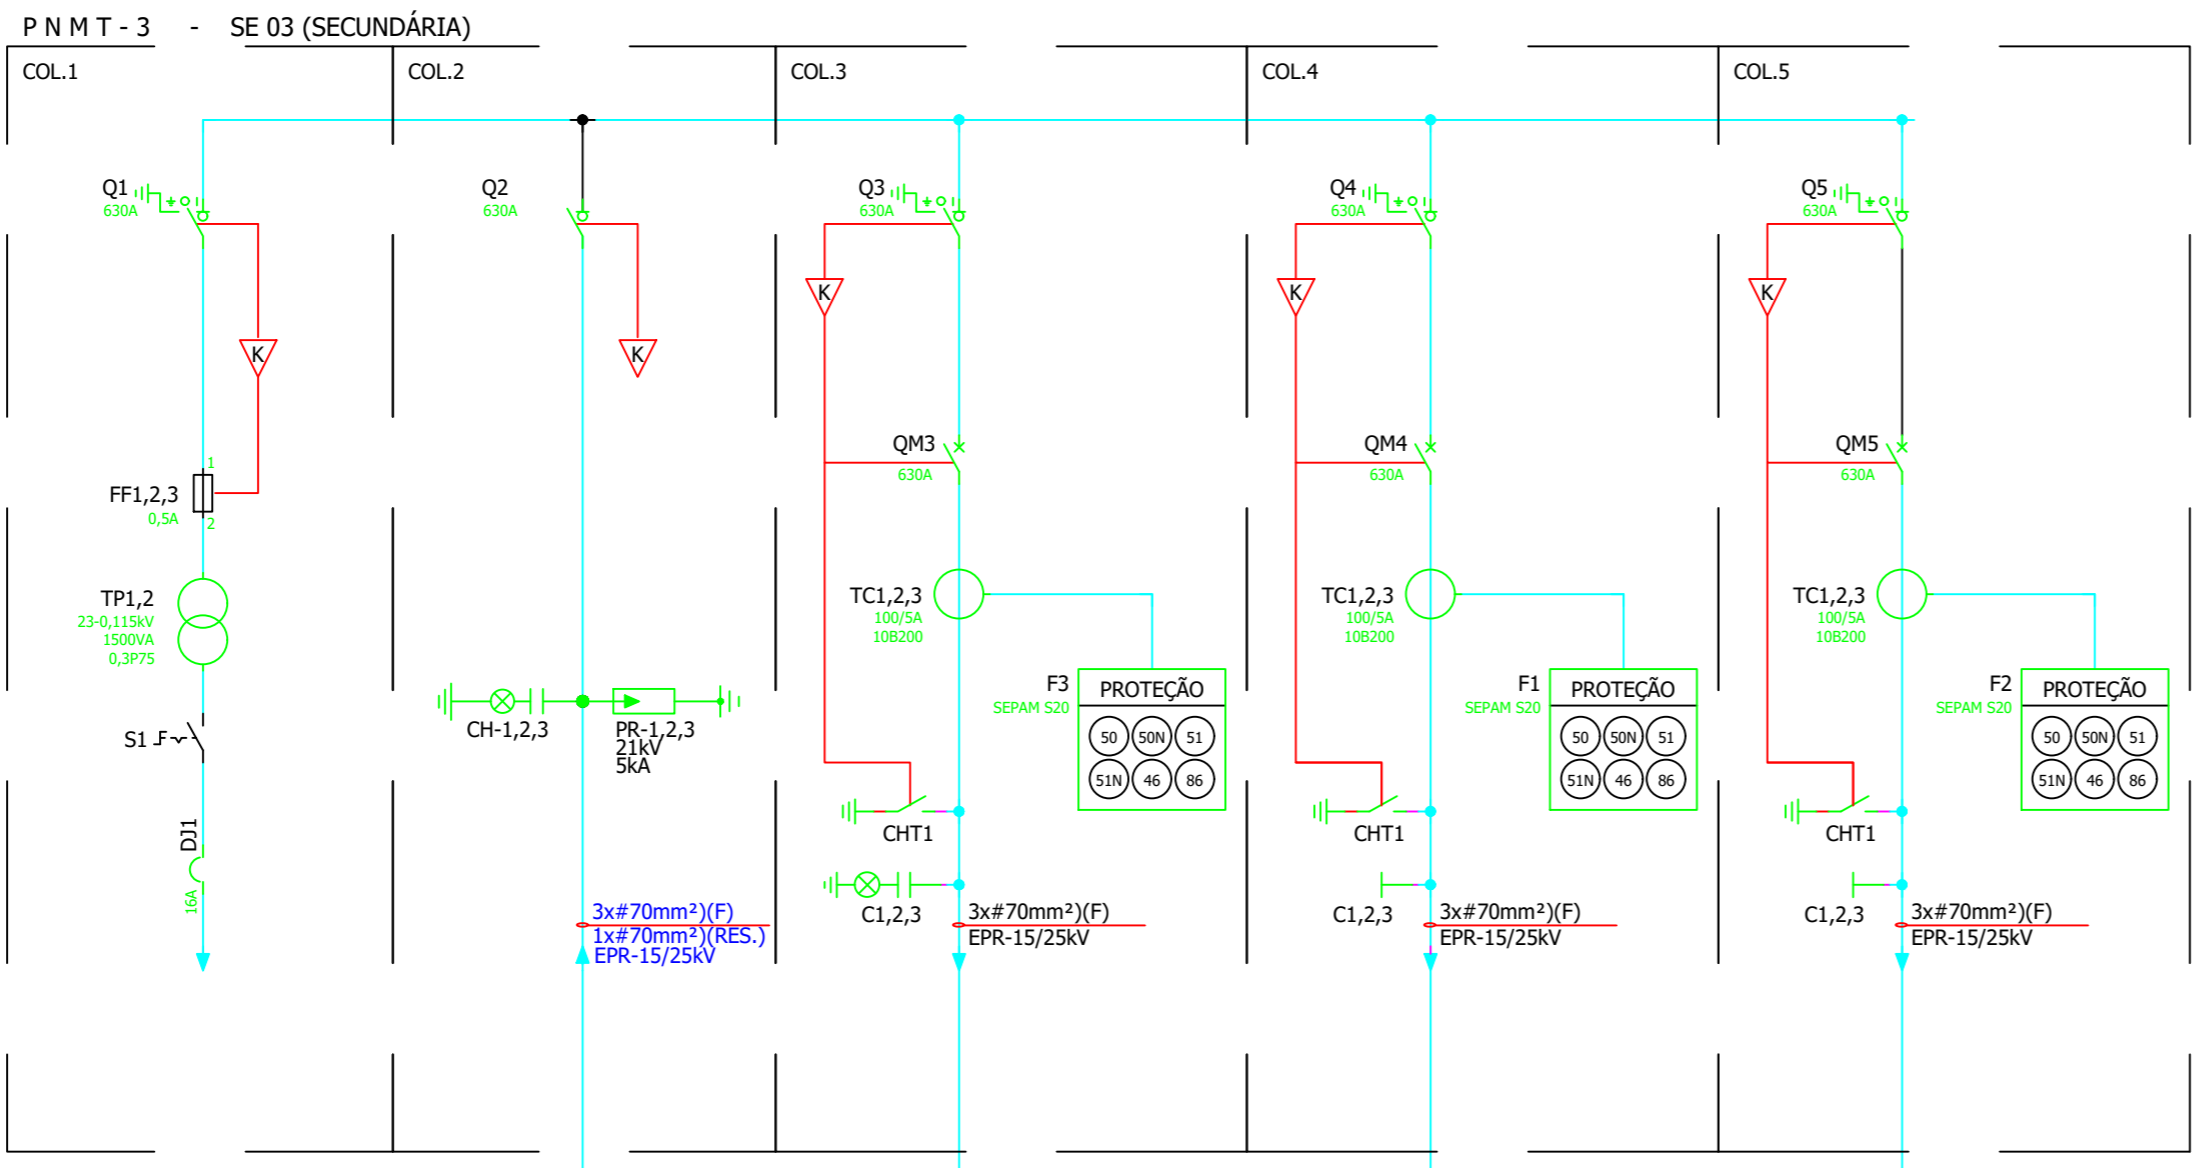 P N M T - 3 - SE 03 (SECUNDÁRIA)
COL.1
COL.2
COL.3
COL.4
COL.5
Q1
630A
Q2
630A
Q3
630A
Q4
630A
Q5
630A
K
K
K
K
K
QM3
630A
QM4
630A
QM5
630A
1
FF1,2,3
0,5A
2
TP1,2
23-0,115kV
1500VA
0,3P75
TC1,2,3
100/5A
10B200
TC1,2,3
100/5A
10B200
TC1,2,3
100/5A
10B200
S1
DJ1
16A
CH-1,2,3
PR-1,2,3
21kV
5kA
F3
SEPAM S20
PROTEÇÃO
50 50N 51
51N 46 86
F1
SEPAM S20
PROTEÇÃO
50 50N 51
51N 46 86
F2
SEPAM S20
PROTEÇÃO
50 50N 51
51N 46 86
CHT1
CHT1
CHT1
C1,2,3
C1,2,3
C1,2,3
3x#70mm²)(F)
1x#70mm²)(RES.)
EPR-15/25kV
3x#70mm²)(F)
EPR-15/25kV
3x#70mm²)(F)
EPR-15/25kV
3x#70mm²)(F)
EPR-15/25kV